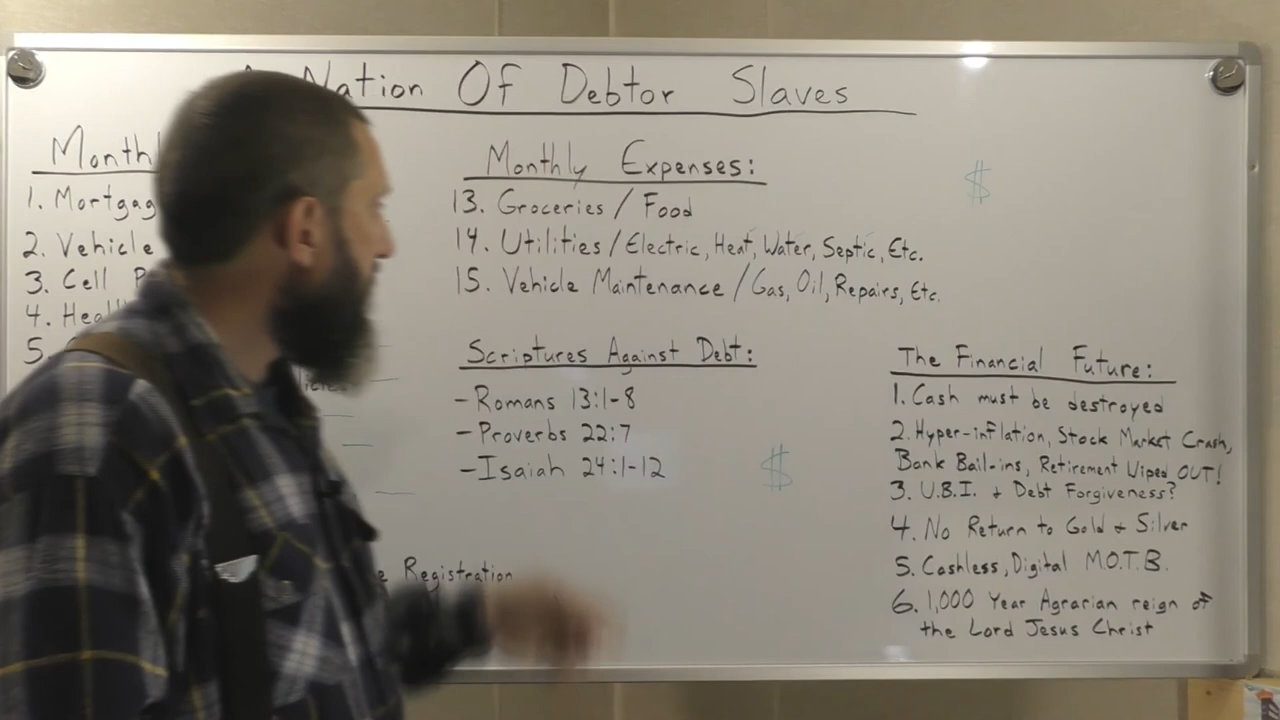 Nation Of Debtor Slaves
Month
1. Mortgag
2. Vehicle
3. Cell P
4. Heal
5.
e Registration
Monthly Expenses:
13. Groceries / Food
14. Utilities / Electric, Heat, Water, Septic, Etc.
15. Vehicle Maintenance / Gas, Oil, Repairs, Etc.
$
Scriptures Against Debt:
- Romans 13:1-8
- Proverbs 22:7
- Isaiah 24:1-12
$
The Financial Future:
1. Cash must be destroyed
2. Hyper-inflation, Stock Market Crash,
Bank Bail-ins, Retirement Wiped OUT!
3. U.B.I. + Debt Forgiveness?
4. No Return to Gold + Silver
5. Cashless, Digital M.O.T.B.
6. 1,000 Year Agrarian reign of
the Lord Jesus Christ